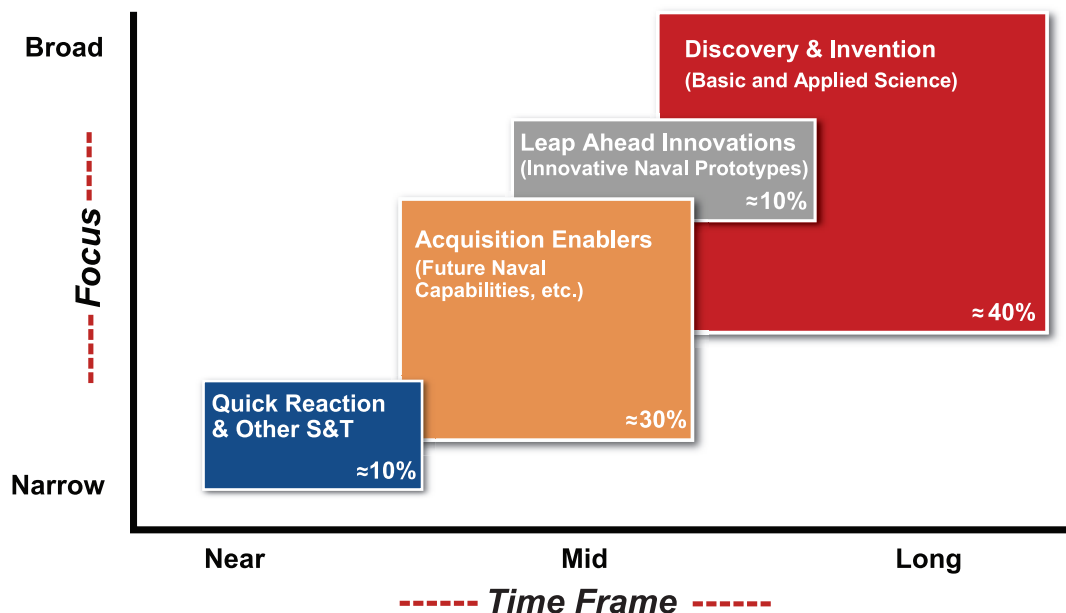 Broad
Discovery & Invention
(Basic and Applied Science)
Leap Ahead Innovations
(Innovative Naval Prototypes)
≈10%
Focus
Acquisition Enablers
(Future Naval
Capabilities, etc.)
≈ 40%
Quick Reaction
& Other S&T
≈30%
≈10%
Narrow
Near
Mid
Long
Time Frame